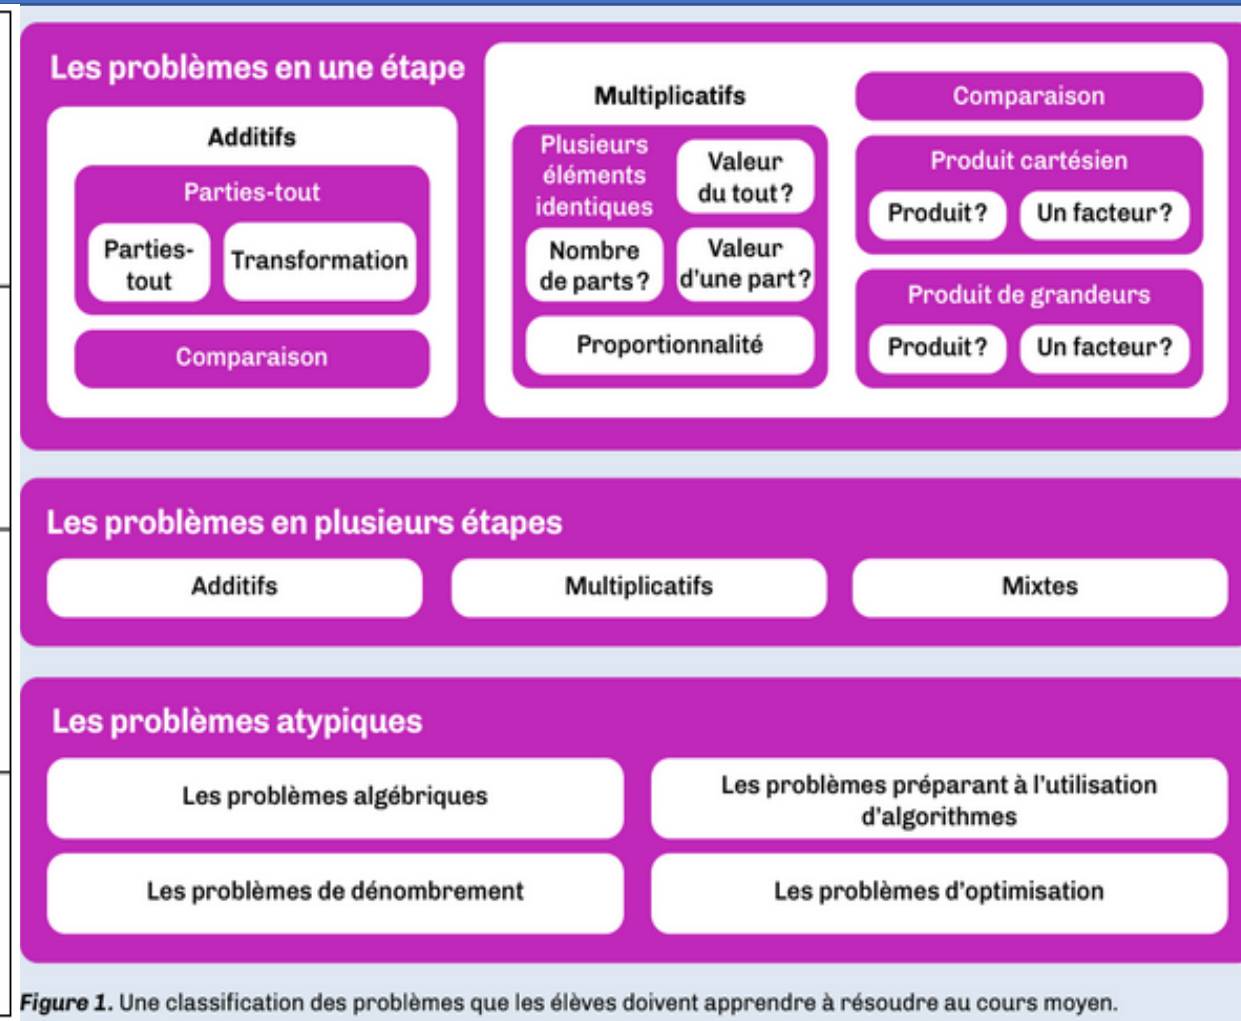 Les problèmes en une étape
Additifs
Parties-tout
Parties-
tout
Transformation
Comparaison
Multiplicatifs
Plusieurs
éléments
identiques
Valeur
du tout ?
Nombre
de parts ?
Valeur
d'une part ?
Proportionnalité
Comparaison
Produit cartésien
Produit ?
Un facteur ?
Produit de grandeurs
Produit ?
Un facteur ?
Les problèmes en plusieurs étapes
Additifs
Multiplicatifs
Mixtes
Les problèmes atypiques
Les problèmes algébriques
Les problèmes préparant à l'utilisation
d'algorithmes
Les problèmes de dénombrement
Les problèmes d'optimisation
Figure 1. Une classification des problèmes que les élèves doivent apprendre à résoudre au cours moyen.